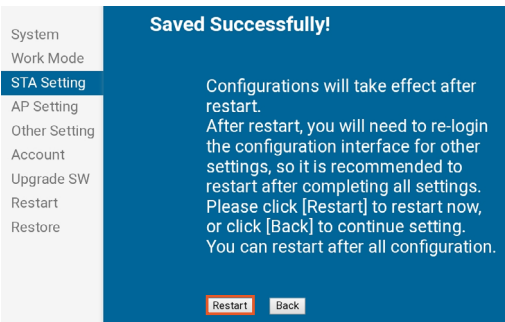 System
Work Mode
STA Setting
AP Setting
Other Setting
Account
Upgrade SW
Restart
Restore
Saved Successfully!
Configurations will take effect after
restart.
After restart, you will need to re-login
the configuration interface for other
settings, so it is recommended to
restart after completing all settings.
Please click [Restart] to restart now,
or click [Back] to continue setting.
You can restart after all configuration.
Restart
Back